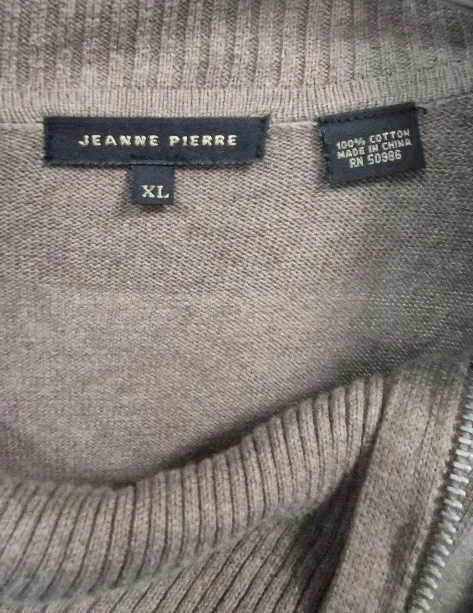 JEANNE PIERRE
XL
100% COTTON
MADE IN CHINA
RN 50986